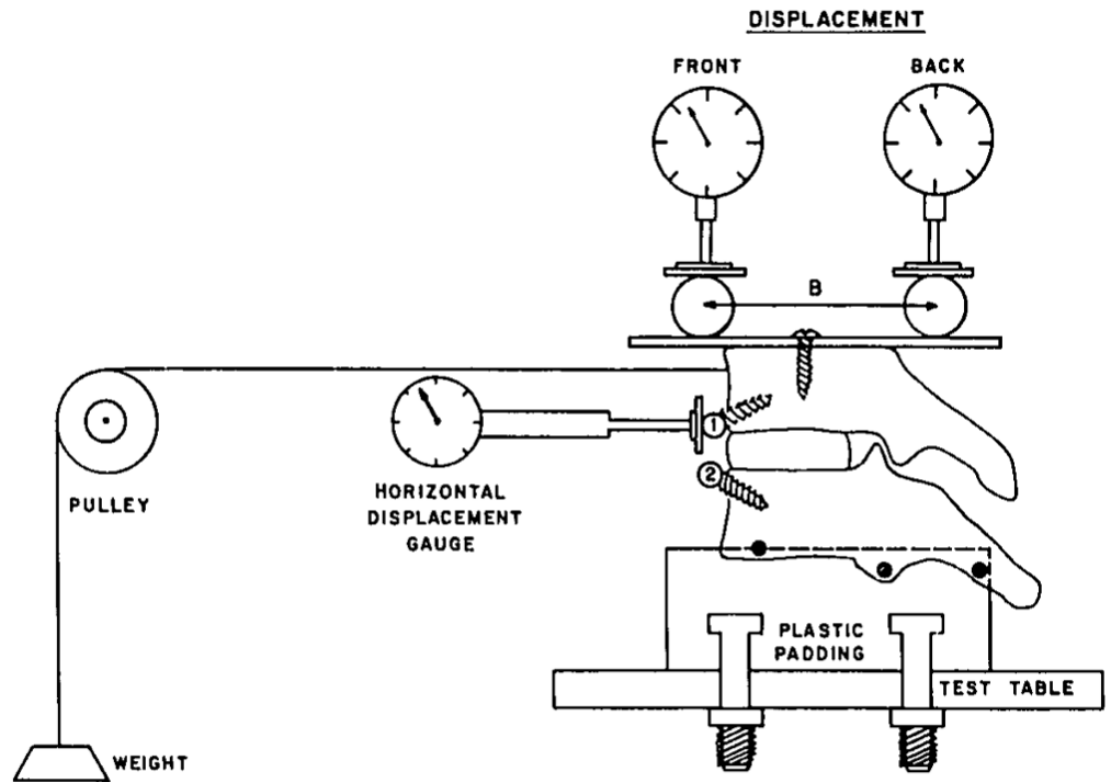 DISPLACEMENT
FRONT
BACK
B
1
2
PULLEY
HORIZONTAL
DISPLACEMENT
GAUGE
PLASTIC
PADDING
TEST TABLE
WEIGHT